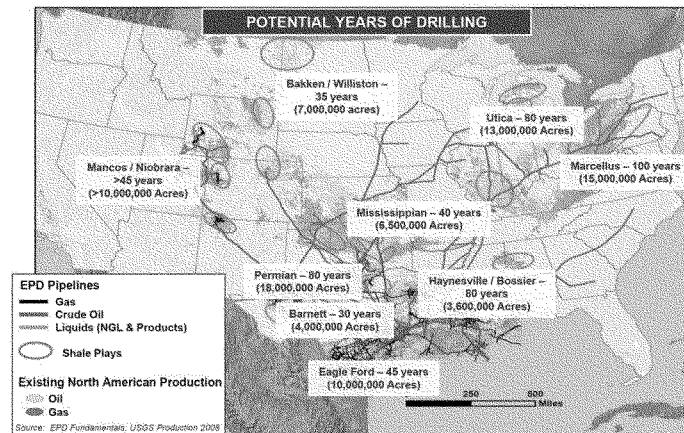 POTENTIAL YEARS OF DRILLING
Bakken / Williston –
35 years
(7,000,000 Acres)
Utica – 80 years
(13,000,000 Acres)
Marcellus – 100 years
(15,000,000 Acres)
Mancos / Niobrara –
>45 years
(>10,000,000 Acres)
Mississippian – 40 years
(6,500,000 Acres)
Permian – 80 years
(18,000,000 Acres)
Haynesville / Bossier –
60 years
(3,600,000 Acres)
Barnett – 30 years
(4,000,000 Acres)
Eagle Ford – 45 years
(10,000,000 Acres)
EPD Pipelines
Gas
Crude Oil
Liquids (NGL & Products)
Shale Plays
Existing North American Production
Oil
Gas
Source: EPD Fundamentals, USGS Production 2008
250 500
Miles